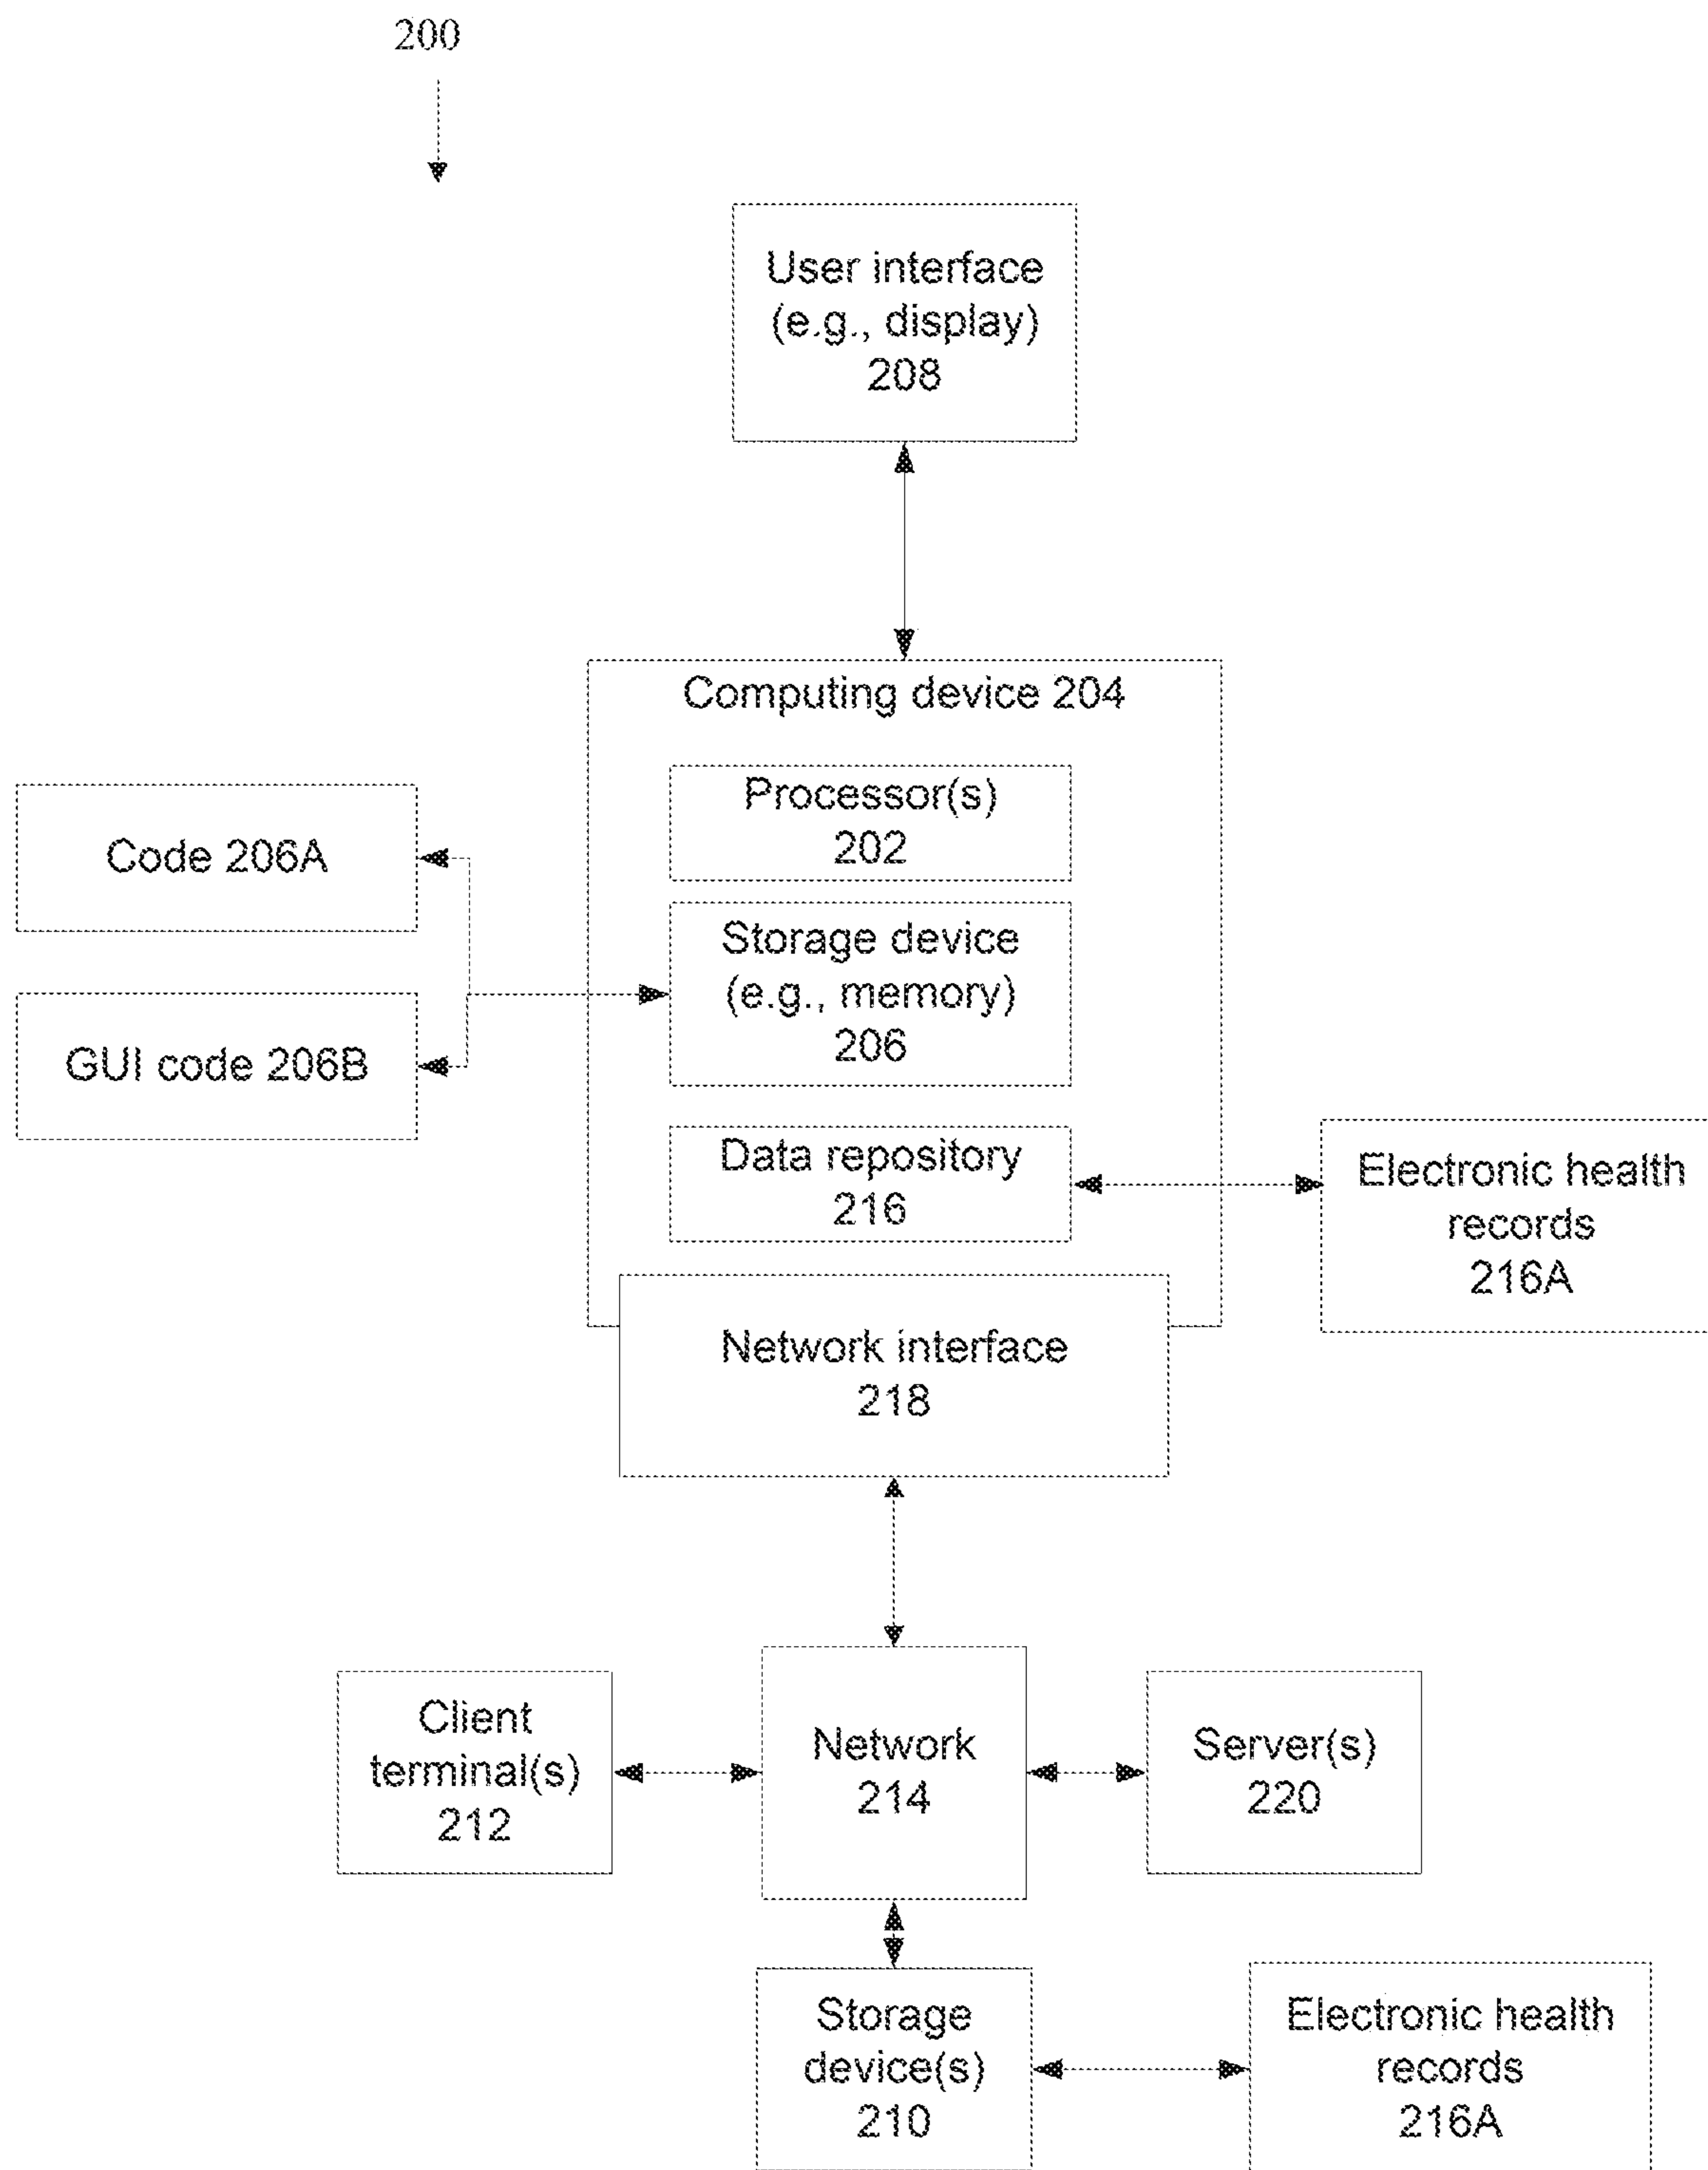 200
User interface
(e.g., display)
208
Computing device 204
Processor(s)
202
Code 206A
Storage device
(e.g., memory)
206
GUI code 206B
Data repository
216
Electronic health
records
216A
Network interface
218
Client
terminal(s)
212
Network
214
Server(s)
220
Storage
device(s)
210
Electronic health
records
216A